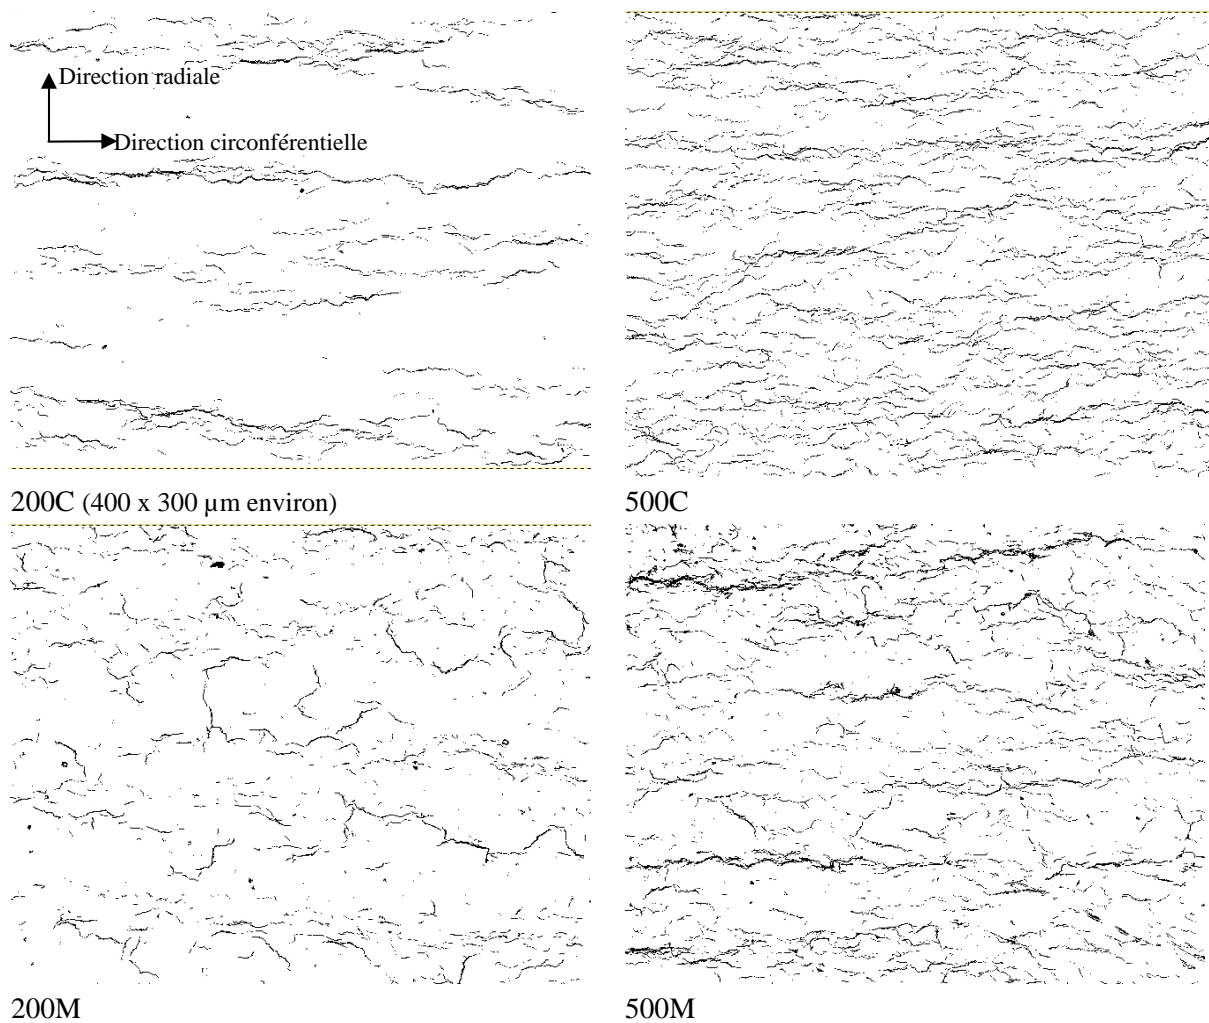 Direction radiale
Direction circonférentielle
200C (400 x 300 µm environ)
500C
200M
500M